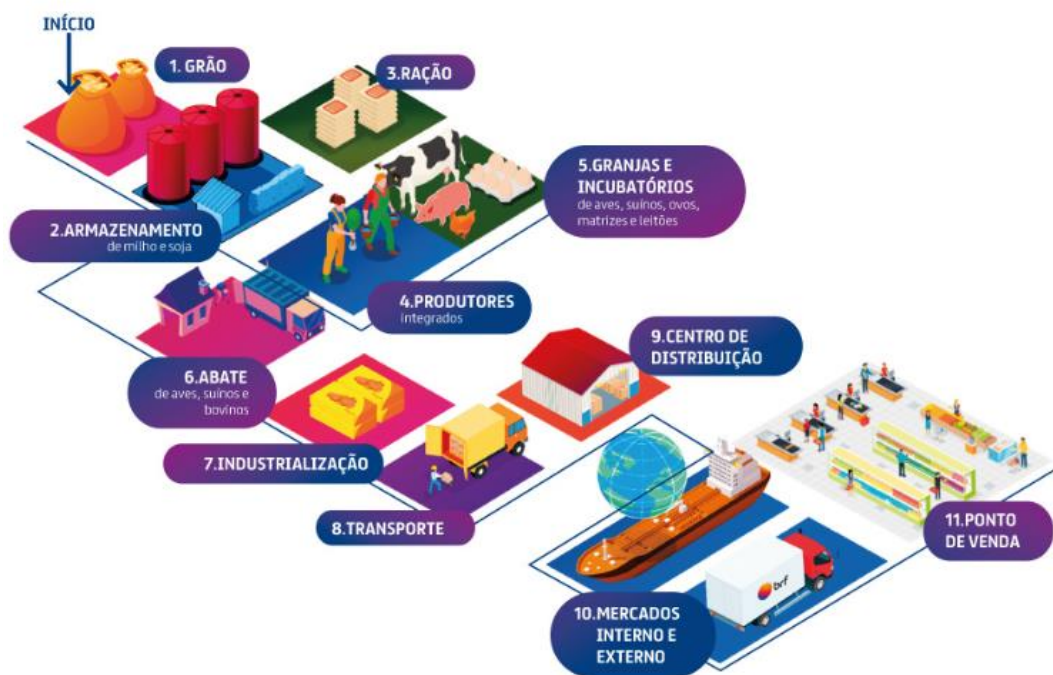 INÍCIO
1. GRÃO
2.ARMAZENAMENTO
de milho e soja
3.RAÇÃO
4.PRODUTORES
integrados
5.GRANJAS E
INCUBATÓRIOS
de aves, suínos, ovos,
matrizes e leitões
6.ABATE
de aves, suínos e
bovinos
7.INDUSTRIALIZAÇÃO
8.TRANSPORTE
9.CENTRO DE
DISTRIBUIÇÃO
10.MERCADOS
INTERNO E
EXTERNO
brf
11.PONTO
DE VENDA